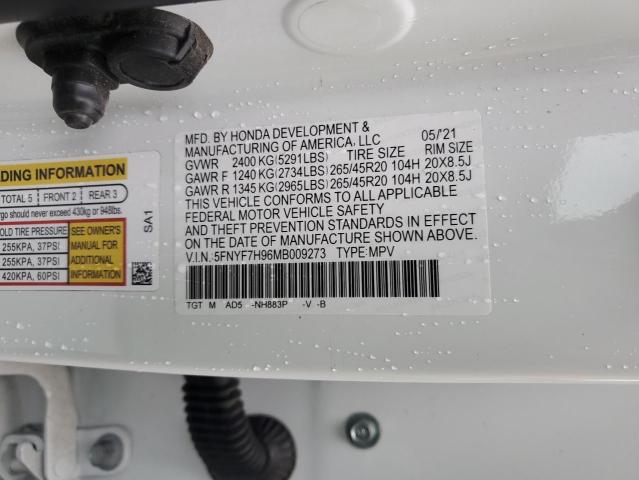 DING INFORMATION
TOTAL 5 FRONT 2 REAR 3
rgo should never exceed 430kg or 948lbs.
OLD TIRE PRESSURE
255KPA, 37PSI
255KPA, 37PSI
420KPA, 60PSI
SEE OWNER'S
MANUAL FOR
ADDITIONAL
INFORMATION
SA1
MFD. BY HONDA DEVELOPMENT & 05/21
MANUFACTURING OF AMERICA, LLC
GVWR 2400 KG(5291LBS) TIRE SIZE RIM SIZE
GAWR F 1240 KG(2734LBS) 265/45R20 104H 20X8.5J
GAWR R 1345 KG(2965LBS) 265/45R20 104H 20X8.5J
THIS VEHICLE CONFORMS TO ALL APPLICABLE
FEDERAL MOTOR VEHICLE SAFETY
AND THEFT PREVENTION STANDARDS IN EFFECT
ON THE DATE OF MANUFACTURE SHOWN ABOVE.
V.I.N. 5FNYF7H96MB009273 TYPE:MPV
TGT M AD5 -NH883P -V -B